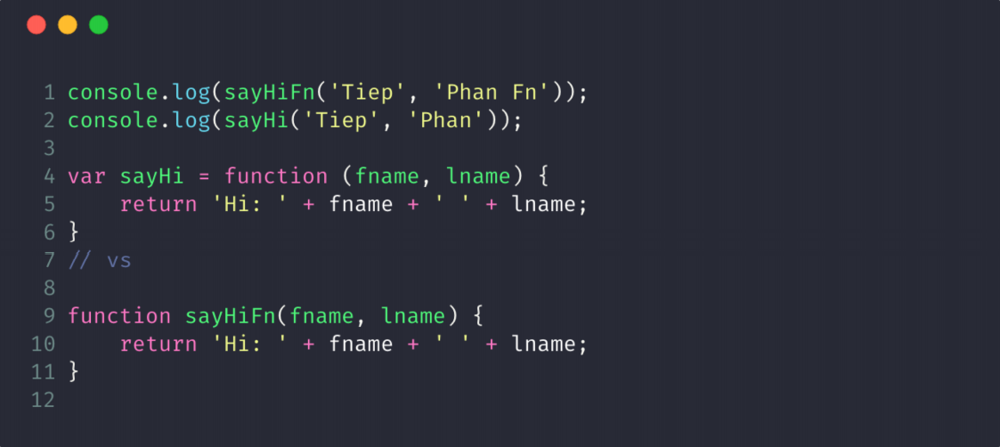 1 console.log(sayHiFn('Tiep', 'Phan Fn'));
2 console.log(sayHi('Tiep', 'Phan'));
3
4 var sayHi = function (fname, lname) {
5     return 'Hi: ' + fname + ' ' + lname;
6 }
7 // vs
8
9 function sayHiFn(fname, lname) {
10     return 'Hi: ' + fname + ' ' + lname;
11 }
12